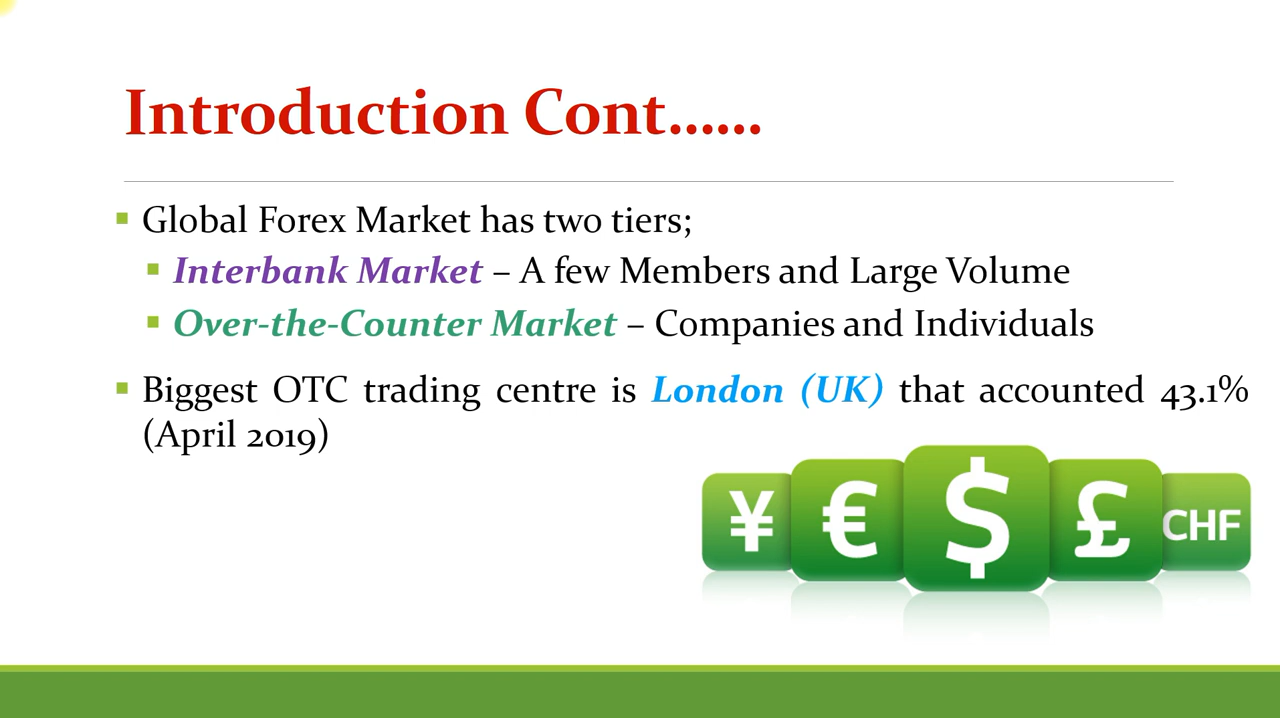 Introduction Cont......
Global Forex Market has two tiers;
Interbank Market – A few Members and Large Volume
Over-the-Counter Market – Companies and Individuals
Biggest OTC trading centre is London (UK) that accounted 43.1%
(April 2019)
¥ € $ £ CHF